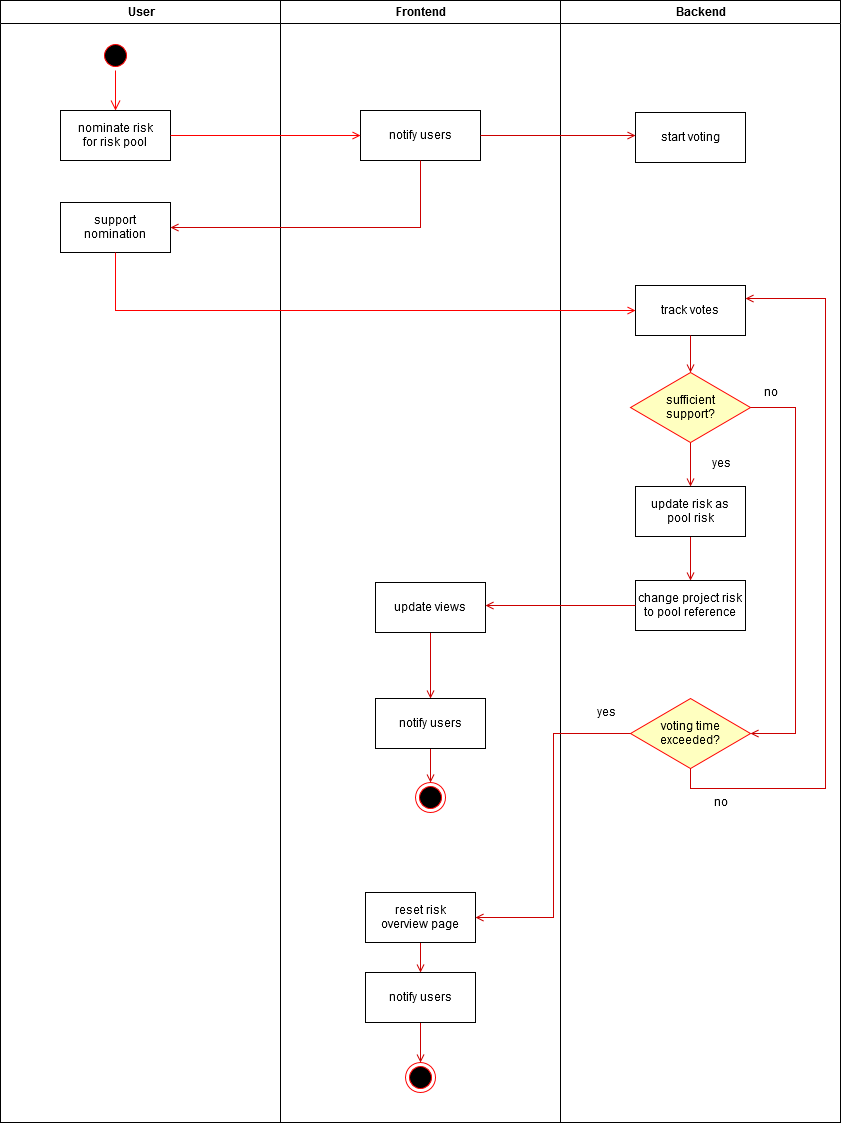 User
Frontend
Backend
nominate risk
for risk pool
notify users
start voting
support
nomination
track votes
sufficient
support?
no
yes
update risk as
pool risk
change project risk
to pool reference
update views
notify users
voting time
exceeded?
yes
no
reset risk
overview page
notify users